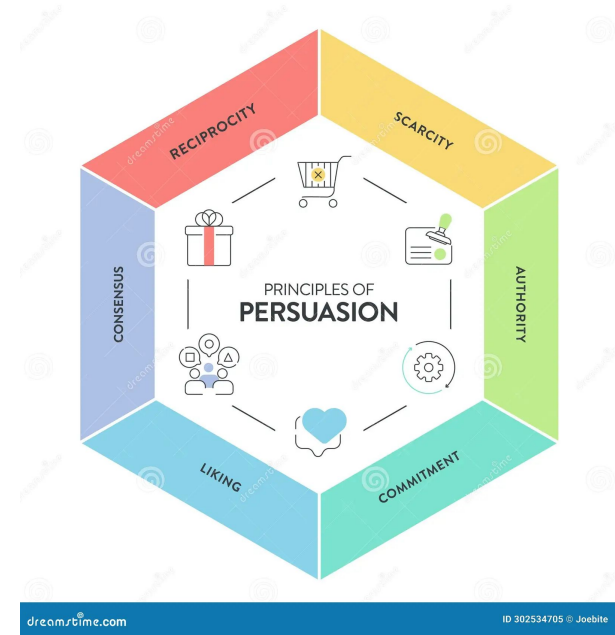 RECIPROCITY
SCARCITY
CONSENSUS
PRINCIPLES OF
PERSUASION
AUTHORITY
LIKING
COMMITMENT
dreamstime.com
ID 302534705 © Joebite